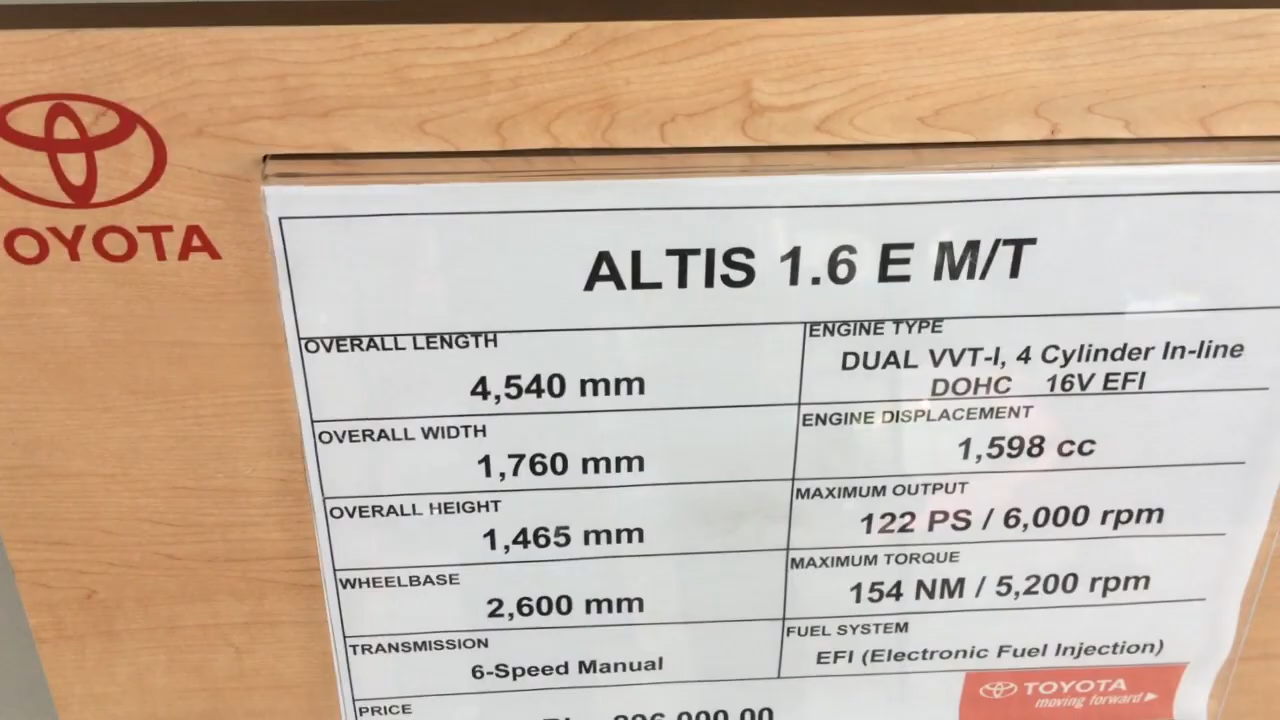 OYOTA
ALTIS 1.6 E M/T
OVERALL LENGTH
4,540 mm
OVERALL WIDTH
1,760 mm
OVERALL HEIGHT
1,465 mm
WHEELBASE
2,600 mm
TRANSMISSION
6-Speed Manual
PRICE
ENGINE TYPE
DUAL VVT-I, 4 Cylinder In-line
DOHC 16V EFI
ENGINE DISPLACEMENT
1,598 cc
MAXIMUM OUTPUT
122 PS / 6,000 rpm
MAXIMUM TORQUE
154 NM / 5,200 rpm
FUEL SYSTEM
EFI (Electronic Fuel Injection)
TOYOTA
moving forward